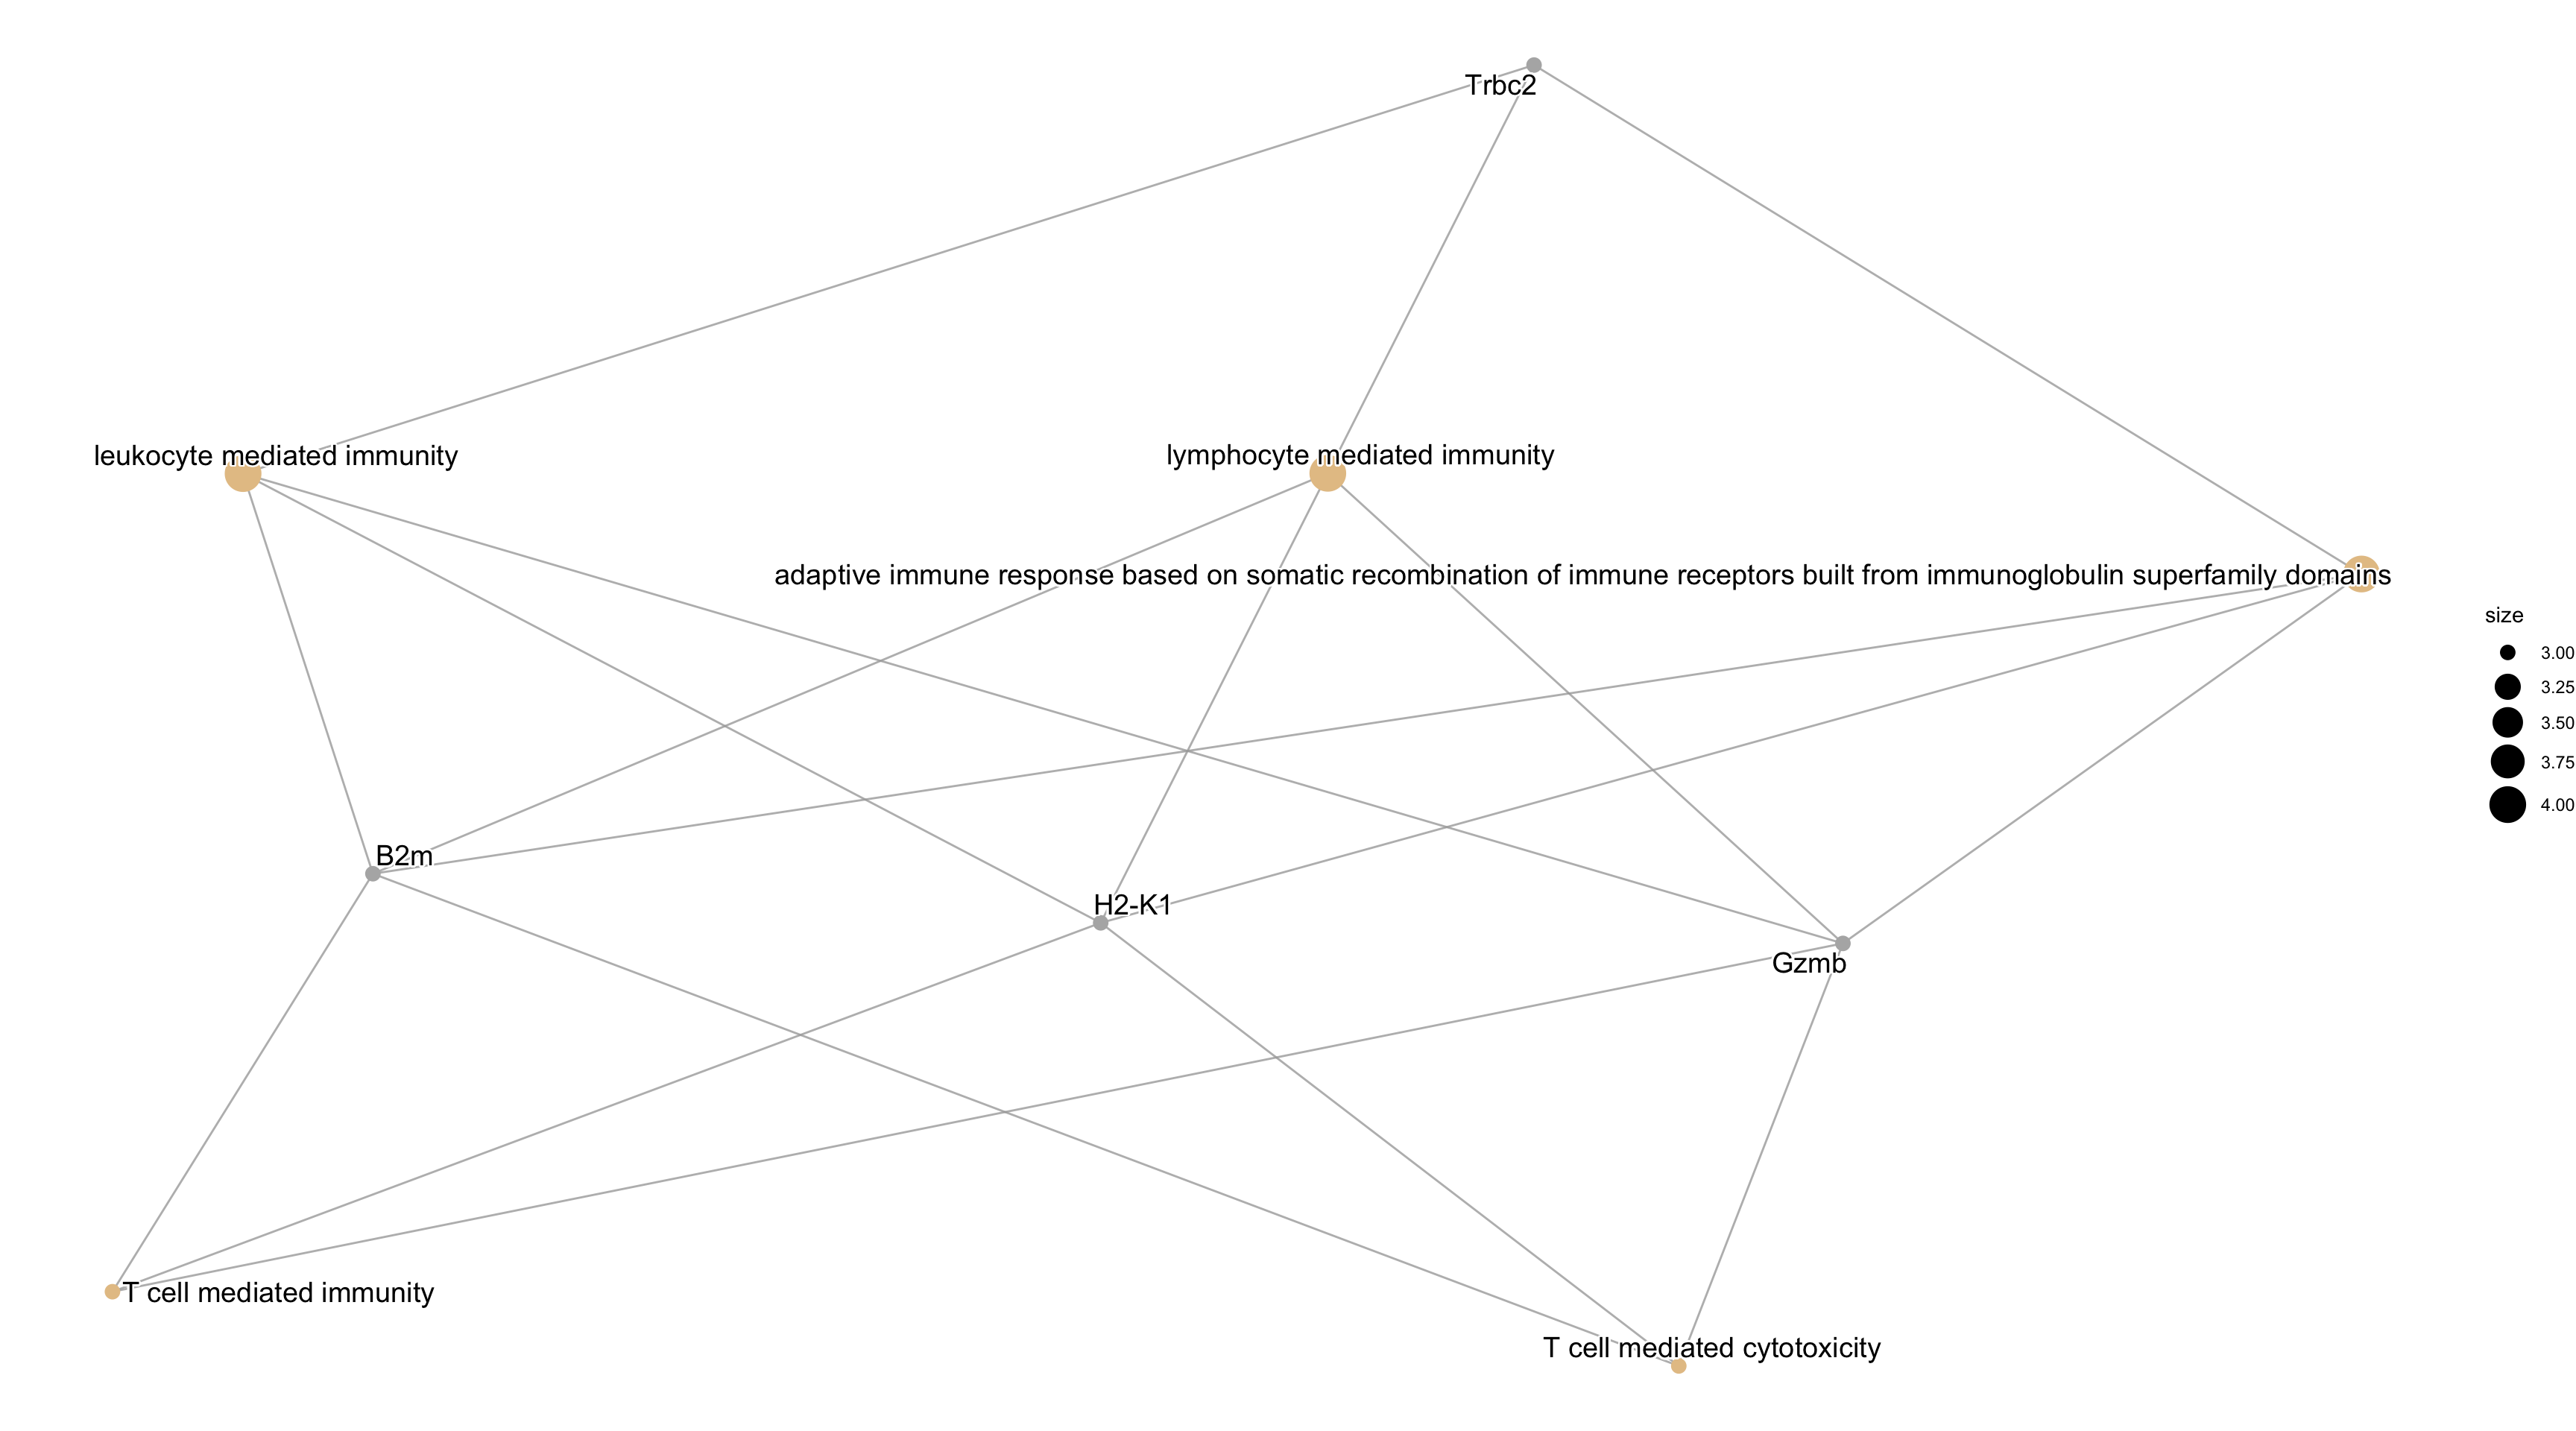 Trbc2
leukocyte mediated immunity
lymphocyte mediated immunity
adaptive immune response based on somatic recombination of immune receptors built from immunoglobulin superfamily domains
size
3.00
3.25
3.50
3.75
4.00
B2m
H2-K1
Gzmb
T cell mediated immunity
T cell mediated cytotoxicity